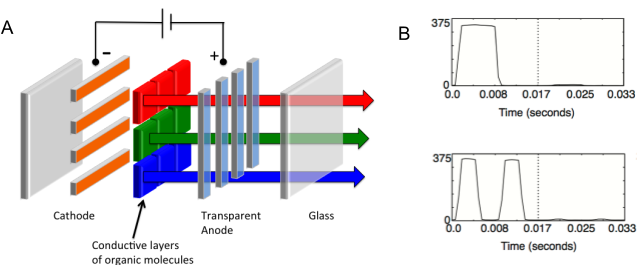 A
−
+
Cathode
Transparent
Anode
Glass
Conductive layers
of organic molecules
B
375
0
0.0 0.008 0.017 0.025 0.033
Time (seconds)
375
0
0.0 0.008 0.017 0.025 0.033
Time (seconds)